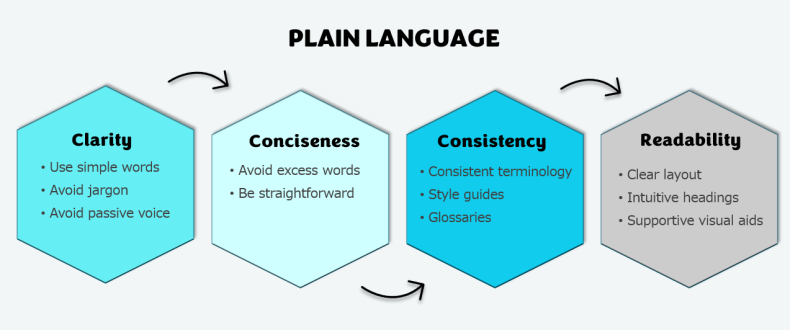 PLAIN LANGUAGE
Clarity
• Use simple words
• Avoid jargon
• Avoid passive voice
Conciseness
• Avoid excess words
• Be straightforward
Consistency
• Consistent terminology
• Style guides
• Glossaries
Readability
• Clear layout
• Intuitive headings
• Supportive visual aids